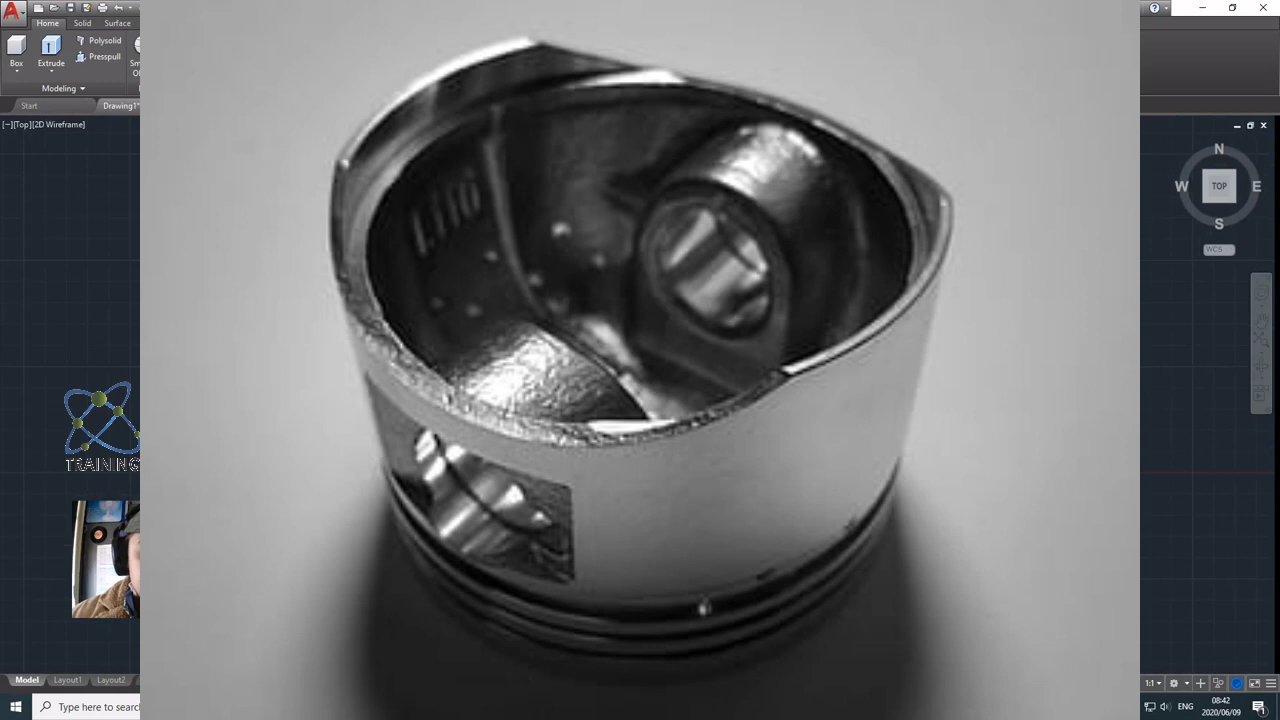 Home Solid Surface
Polysolid
Presspull
Box Extrude
Modeling
Start Drawing1*
[−][Top][2D Wireframe]
N
W TOP E
S
WCS
TRAINING
Model Layout1 Layout2
1:1
Type here to search
ENG
08:42
2020/06/09